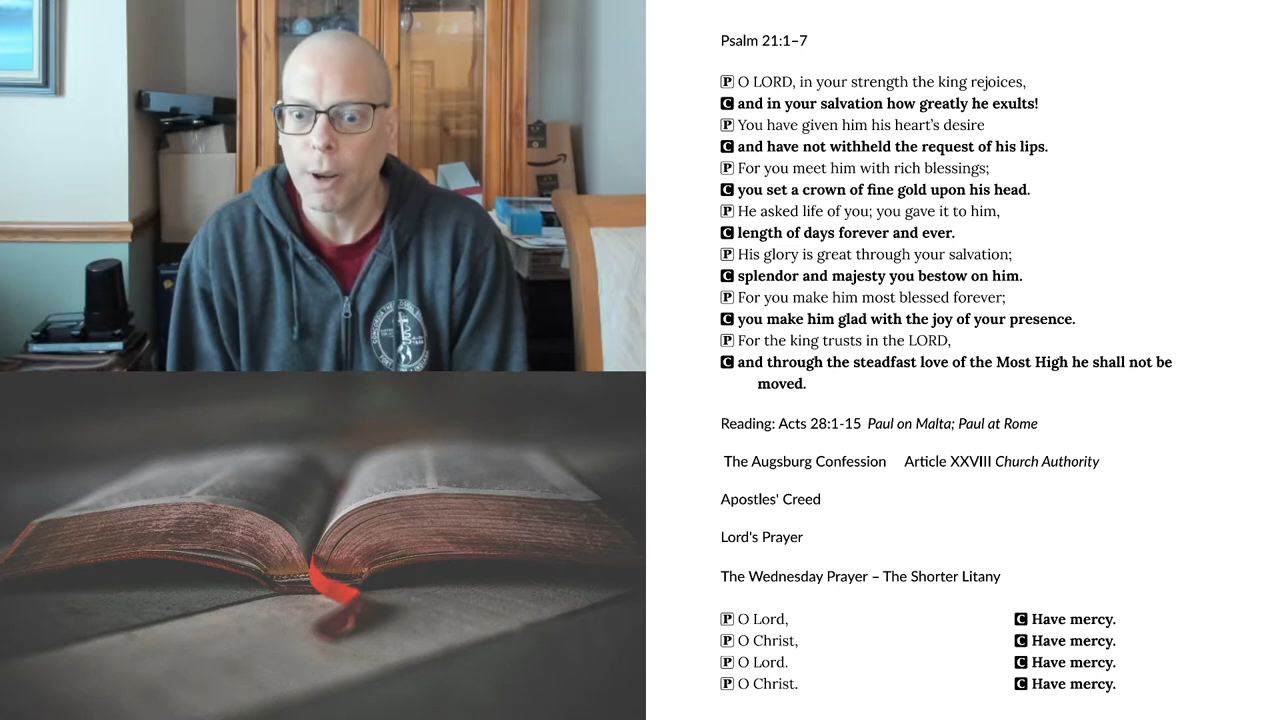 Psalm 21:1–7
P O LORD, in your strength the king rejoices,
C and in your salvation how greatly he exults!
P You have given him his heart’s desire
C and have not withheld the request of his lips.
P For you meet him with rich blessings;
C you set a crown of fine gold upon his head.
P He asked life of you; you gave it to him,
C length of days forever and ever.
P His glory is great through your salvation;
C splendor and majesty you bestow on him.
P For you make him most blessed forever;
C you make him glad with the joy of your presence.
P For the king trusts in the LORD,
C and through the steadfast love of the Most High he shall not be
moved.
Reading: Acts 28:1-15 Paul on Malta; Paul at Rome
The Augsburg Confession Article XXVIII Church Authority
Apostles' Creed
Lord's Prayer
The Wednesday Prayer – The Shorter Litany
P O Lord, C Have mercy.
P O Christ, C Have mercy.
P O Lord. C Have mercy.
P O Christ. C Have mercy.